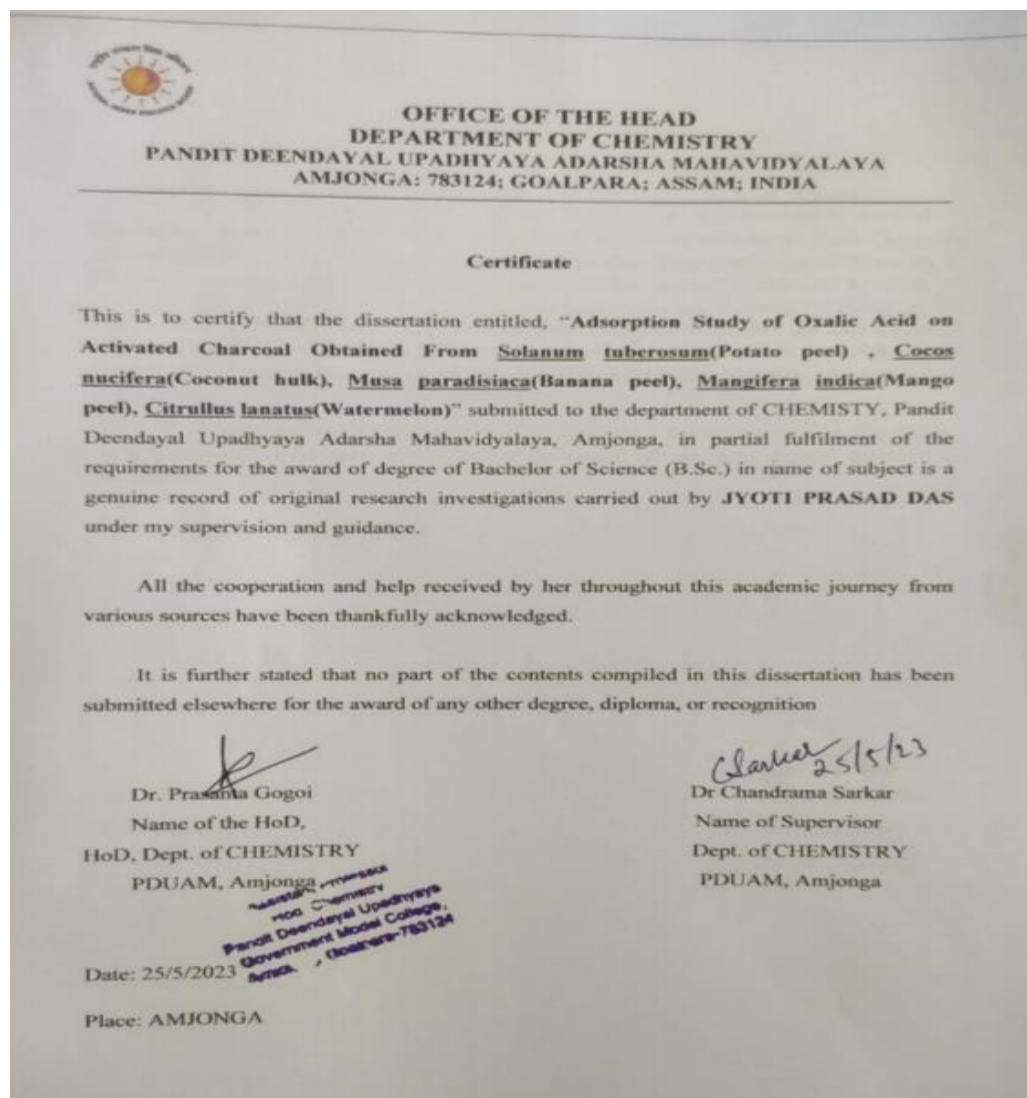 OFFICE OF THE HEAD
DEPARTMENT OF CHEMISTRY
PANDIT DEENDAYAL UPADHYAYA ADARSHA MAHAVIDYALAYA
AMJONGA: 783124; GOALPARA; ASSAM; INDIA
Certificate
This is to certify that the dissertation entitled, “Adsorption Study of Oxalic Acid on
Activated Charcoal Obtained From Solanum tuberosum(Potato peel) , Cocos
nucifera(Coconut hulk), Musa paradisiaca(Banana peel), Mangifera indica(Mango
peel), Citrullus lanatus(Watermelon)” submitted to the department of CHEMISTY, Pandit
Deendayal Upadhyaya Adarsha Mahavidyalaya, Amjonga, in partial fulfilment of the
requirements for the award of degree of Bachelor of Science (B.Sc.) in name of subject is a
genuine record of original research investigations carried out by JYOTI PRASAD DAS
under my supervision and guidance.
All the cooperation and help received by her throughout this academic journey from
various sources have been thankfully acknowledged.
It is further stated that no part of the contents compiled in this dissertation has been
submitted elsewhere for the award of any other degree, diploma, or recognition
CSarkar 25/5/23
Dr. Prasanta Gogoi
Name of the HoD,
HoD, Dept. of CHEMISTRY
PDUAM, Amjonga
Dr Chandrama Sarkar
Name of Supervisor
Dept. of CHEMISTRY
PDUAM, Amjonga
HoD Chemistry
Pandit Deendayal Upadhyaya
Government Model College,
Goalpara-783124
Date: 25/5/2023
Place: AMJONGA